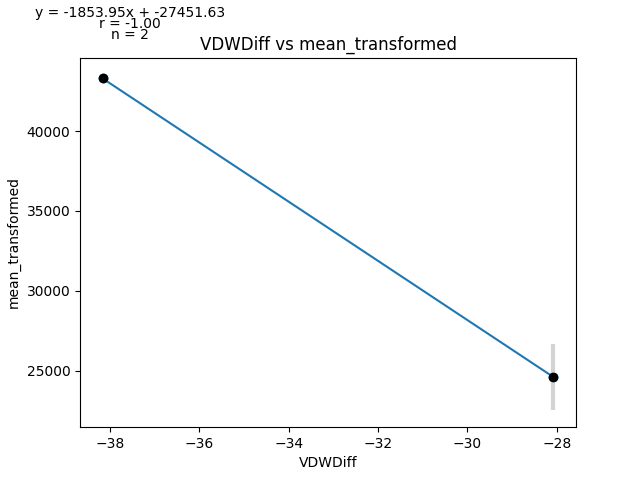 y = -1853.95x + -27451.63
r = -1.00
n = 2
VDWDiff vs mean_transformed
mean_transformed
40000
35000
30000
25000
−38
−36
−34
−32
−30
−28
VDWDiff